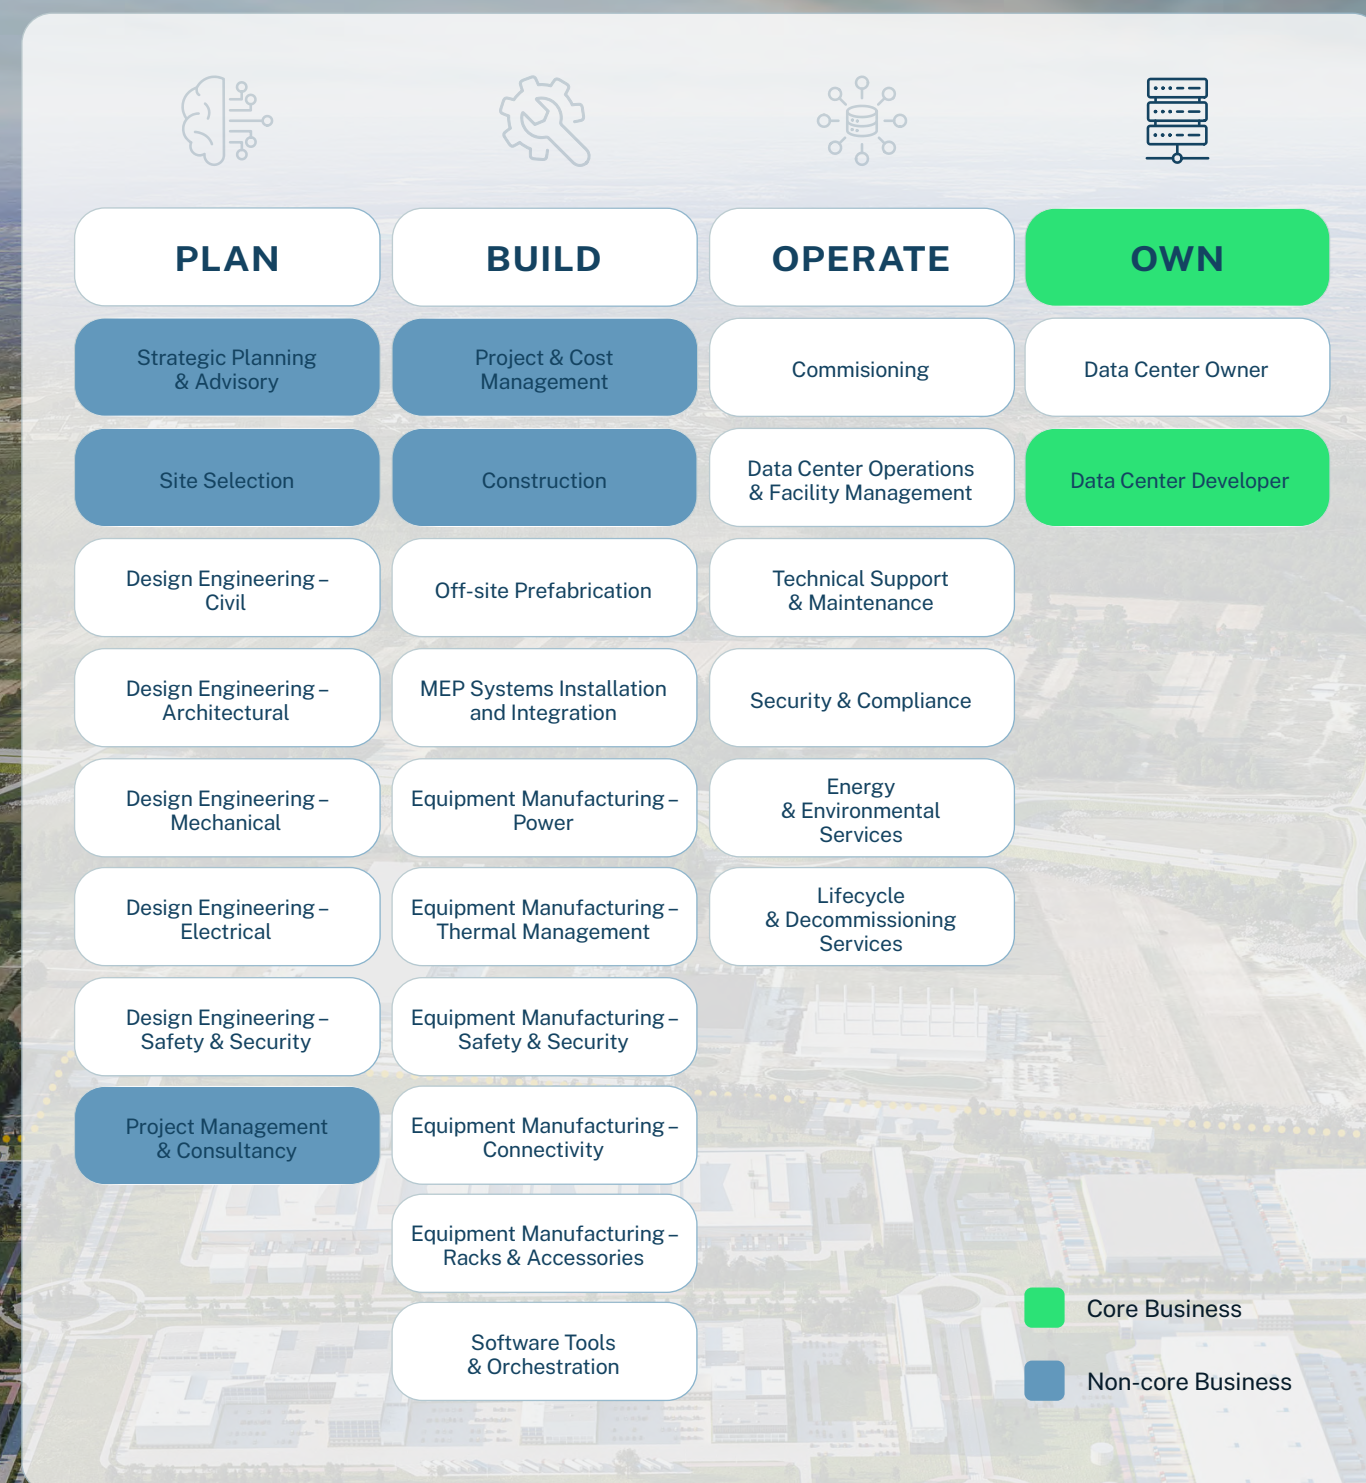 PLAN
BUILD
OPERATE
OWN
Strategic Planning
& Advisory
Site Selection
Design Engineering –
Civil
Design Engineering –
Architectural
Design Engineering –
Mechanical
Design Engineering –
Electrical
Design Engineering –
Safety & Security
Project Management
& Consultancy
Project & Cost
Management
Construction
Off-site Prefabrication
MEP Systems Installation
and Integration
Equipment Manufacturing –
Power
Equipment Manufacturing –
Thermal Management
Equipment Manufacturing –
Safety & Security
Equipment Manufacturing –
Connectivity
Equipment Manufacturing –
Racks & Accessories
Software Tools
& Orchestration
Commisioning
Data Center Operations
& Facility Management
Technical Support
& Maintenance
Security & Compliance
Energy
& Environmental
Services
Lifecycle
& Decommissioning
Services
Data Center Owner
Data Center Developer
Core Business
Non-core Business